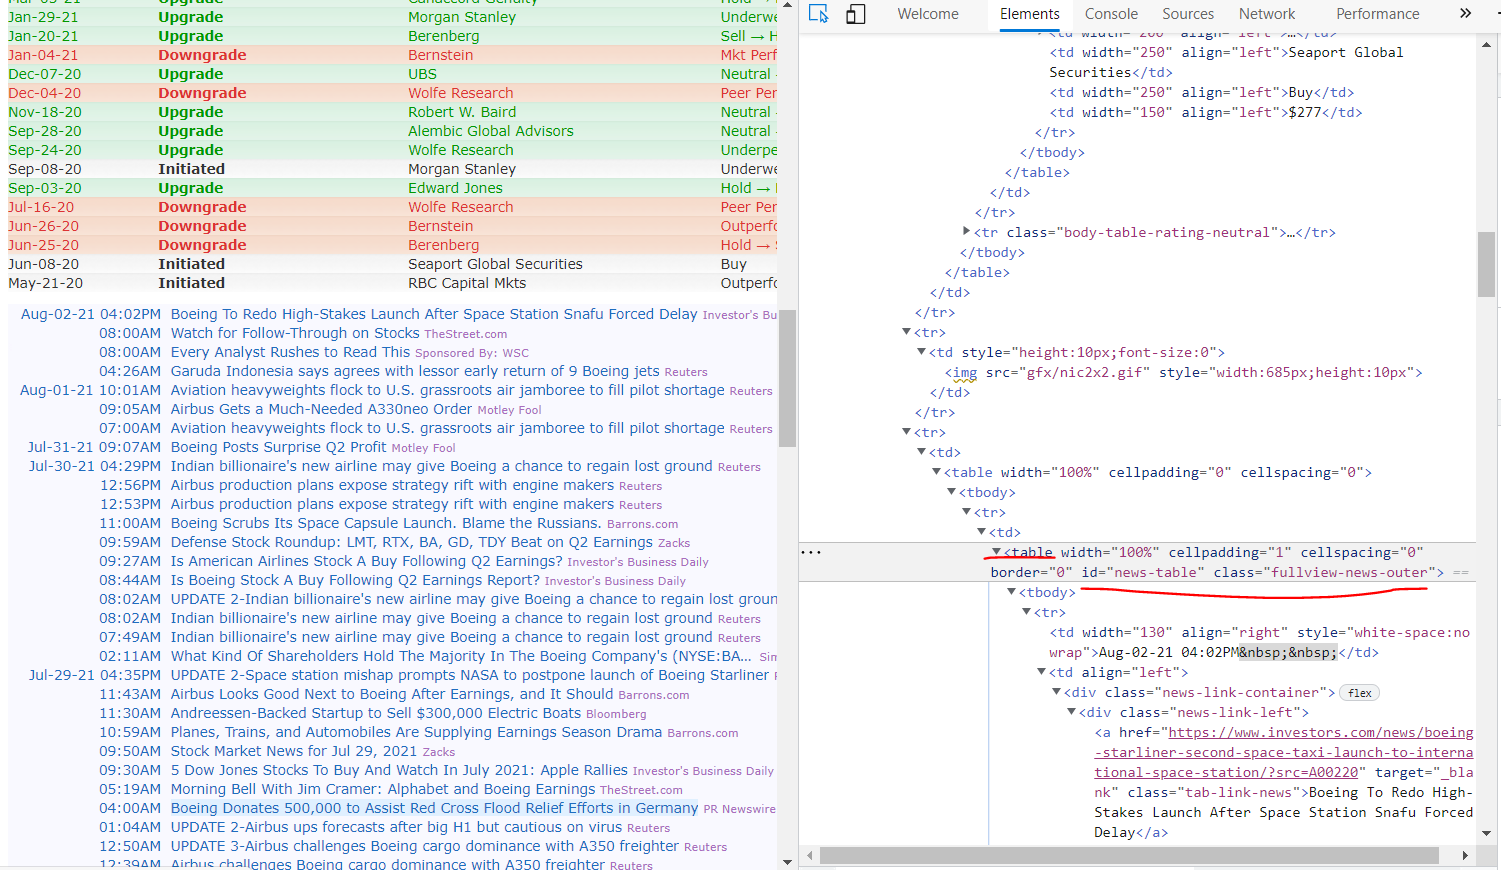 Mar-05-21 Upgrade Canaccord Genuity Hold →
Jan-29-21 Upgrade Morgan Stanley Underwe
Jan-20-21 Upgrade Berenberg Sell → H
Jan-04-21 Downgrade Bernstein Mkt Perf
Dec-07-20 Upgrade UBS Neutral
Dec-04-20 Downgrade Wolfe Research Peer Per
Nov-18-20 Upgrade Robert W. Baird Neutral
Sep-28-20 Upgrade Alembic Global Advisors Neutral
Sep-24-20 Upgrade Wolfe Research Underpe
Sep-08-20 Initiated Morgan Stanley Underwe
Sep-03-20 Upgrade Edward Jones Hold →
Jul-16-20 Downgrade Wolfe Research Peer Per
Jun-26-20 Downgrade Bernstein Outperfo
Jun-25-20 Downgrade Berenberg Hold →
Jun-08-20 Initiated Seaport Global Securities Buy
May-21-20 Initiated RBC Capital Mkts Outperfo
Aug-02-21 04:02PM Boeing To Redo High-Stakes Launch After Space Station Snafu Forced Delay Investor's Bu
08:00AM Watch for Follow-Through on Stocks TheStreet.com
08:00AM Every Analyst Rushes to Read This Sponsored By: WSC
04:26AM Garuda Indonesia says agrees with lessor early return of 9 Boeing jets Reuters
Aug-01-21 10:01AM Aviation heavyweights flock to U.S. grassroots air jamboree to fill pilot shortage Reuters
09:05AM Airbus Gets a Much-Needed A330neo Order Motley Fool
07:00AM Aviation heavyweights flock to U.S. grassroots air jamboree to fill pilot shortage Reuters
Jul-31-21 09:07AM Boeing Posts Surprise Q2 Profit Motley Fool
Jul-30-21 04:29PM Indian billionaire's new airline may give Boeing a chance to regain lost ground Reuters
12:56PM Airbus production plans expose strategy rift with engine makers Reuters
12:53PM Airbus production plans expose strategy rift with engine makers Reuters
11:00AM Boeing Scrubs Its Space Capsule Launch. Blame the Russians. Barrons.com
09:59AM Defense Stock Roundup: LMT, RTX, BA, GD, TDY Beat on Q2 Earnings Zacks
09:27AM Is American Airlines Stock A Buy Following Q2 Earnings? Investor's Business Daily
08:44AM Is Boeing Stock A Buy Following Q2 Earnings Report? Investor's Business Daily
08:02AM UPDATE 2-Indian billionaire's new airline may give Boeing a chance to regain lost groun
08:02AM Indian billionaire's new airline may give Boeing a chance to regain lost ground Reuters
07:49AM Indian billionaire's new airline may give Boeing a chance to regain lost ground Reuters
02:11AM What Kind Of Shareholders Hold The Majority In The Boeing Company's (NYSE:BA... Sim
Jul-29-21 04:35PM UPDATE 2-Space station mishap prompts NASA to postpone launch of Boeing Starliner
11:43AM Airbus Looks Good Next to Boeing After Earnings, and It Should Barrons.com
11:30AM Andreessen-Backed Startup to Sell $300,000 Electric Boats Bloomberg
10:59AM Planes, Trains, and Automobiles Are Supplying Earnings Season Drama Barrons.com
09:50AM Stock Market News for Jul 29, 2021 Zacks
09:30AM 5 Dow Jones Stocks To Buy And Watch In July 2021: Apple Rallies Investor's Business Daily
05:19AM Morning Bell With Jim Cramer: Alphabet and Boeing Earnings TheStreet.com
04:00AM Boeing Donates 500,000 to Assist Red Cross Flood Relief Efforts in Germany PR Newswire
01:04AM UPDATE 2-Airbus ups forecasts after big H1 but cautious on virus Reuters
12:50AM UPDATE 3-Airbus challenges Boeing cargo dominance with A350 freighter Reuters
12:39AM Airbus challenges Boeing cargo dominance with A350 freighter Reuters
Welcome Elements Console Sources Network Performance »
<td width="200" align="left">…</td>
<td width="250" align="left">Seaport Global
Securities</td>
<td width="250" align="left">Buy</td>
<td width="150" align="left">$277</td>
</tr>
</tbody>
</table>
</td>
</tr>
<tr class="body-table-rating-neutral">…</tr>
</tbody>
</table>
</td>
</tr>
<tr>
<td style="height:10px;font-size:0">
<img src="gfx/nic2x2.gif" style="width:685px;height:10px">
</td>
</tr>
<tr>
<td>
<table width="100%" cellpadding="0" cellspacing="0">
<tbody>
<tr>
<td>
... <table width="100%" cellpadding="1" cellspacing="0"
border="0" id="news-table" class="fullview-news-outer"> ==
<tbody>
<tr>
<td width="130" align="right" style="white-space:no
wrap">Aug-02-21 04:02PM&nbsp;&nbsp;</td>
<td align="left">
<div class="news-link-container"> flex
<div class="news-link-left">
<a href="https://www.investors.com/news/boeing
-starliner-second-space-taxi-launch-to-interna
tional-space-station/?src=A00220" target="_bla
nk" class="tab-link-news">Boeing To Redo High-
Stakes Launch After Space Station Snafu Forced
Delay</a>